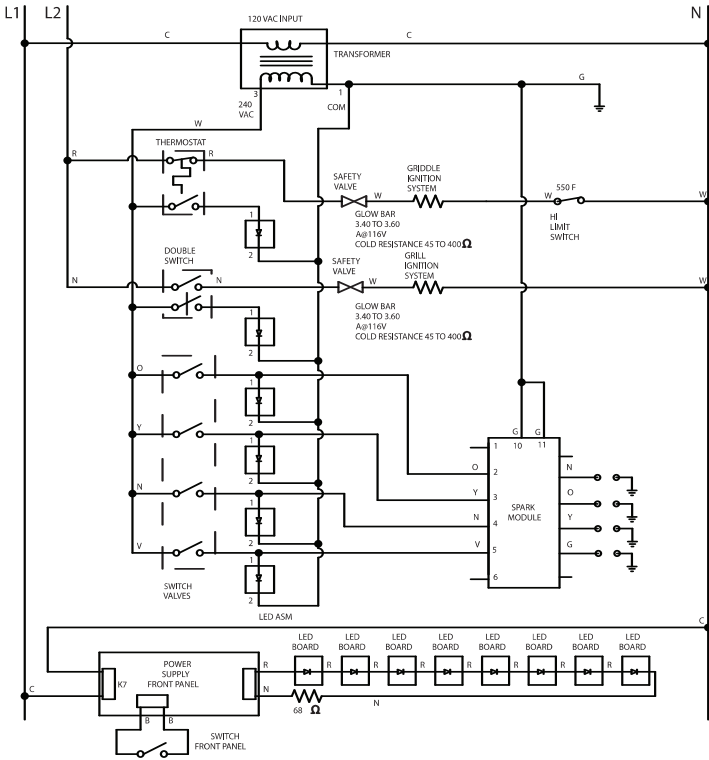 L1
L2
120 VAC INPUT
N
C
C
TRANSFORMER
3
1
240
VAC
COM
G
W
THERMOSTAT
R
R
SAFETY
VALVE
W
GRIDDLE
IGNITION
SYSTEM
W
550 F
W
HI
LIMIT
SWITCH
GLOW BAR
3.40 TO 3.60
A@116V
COLD RESISTANCE 45 TO 400 Ω
1
2
DOUBLE
SWITCH
N
N
SAFETY
VALVE
W
GRILL
IGNITION
SYSTEM
W
GLOW BAR
3.40 TO 3.60
A@116V
COLD RESISTANCE 45 TO 400 Ω
1
2
O
1
2
Y
1
2
N
1
2
V
1
2
SWITCH
VALVES
LED ASM
G
G
1
10
11
O
2
Y
3
N
4
V
5
6
SPARK
MODULE
N
O
Y
G
C
POWER
SUPPLY
FRONT PANEL
K7
C
B
B
SWITCH
FRONT PANEL
R
N
68 Ω
N
LED
BOARD
LED
BOARD
LED
BOARD
LED
BOARD
LED
BOARD
LED
BOARD
LED
BOARD
LED
BOARD
R
R
R
R
R
R
R